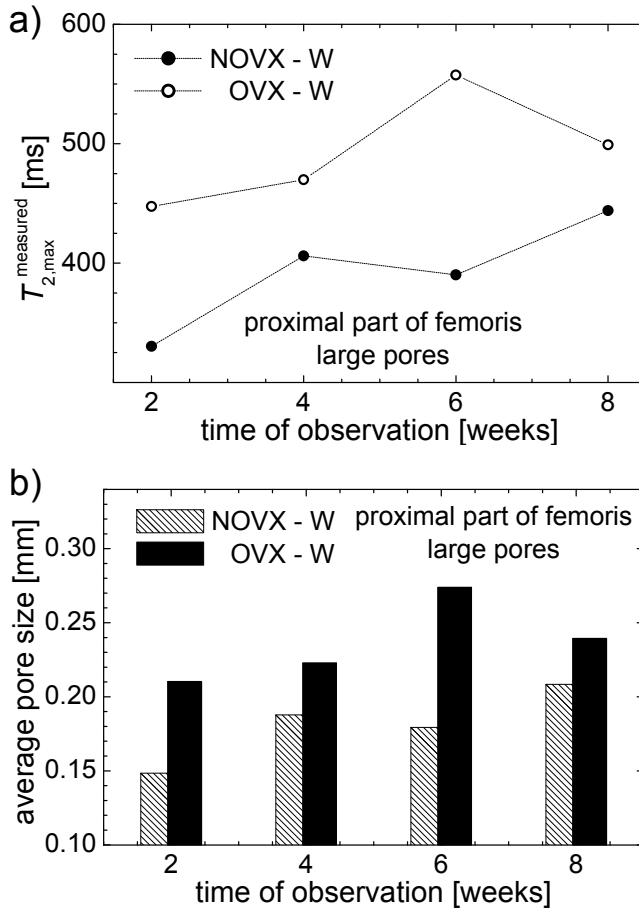 a)
600
500
400
T2,max measured [ms]
NOVX - W
OVX - W
proximal part of femoris
large pores
2 4 6 8
time of observation [weeks]
b)
0.30
0.25
0.20
0.15
0.10
average pore size [mm]
NOVX - W
OVX - W
proximal part of femoris
large pores
2 4 6 8
time of observation [weeks]